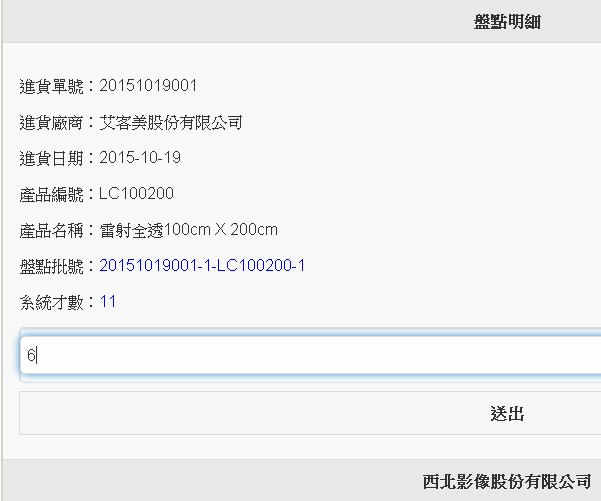 盤點明細
進貨單號：20151019001
進貨廠商：艾客美股份有限公司
進貨日期：2015-10-19
產品編號：LC100200
產品名稱：雷射全透100cm X 200cm
盤點批號：20151019001-1-LC100200-1
系統才數：11
6
送出
西北影像股份有限公司